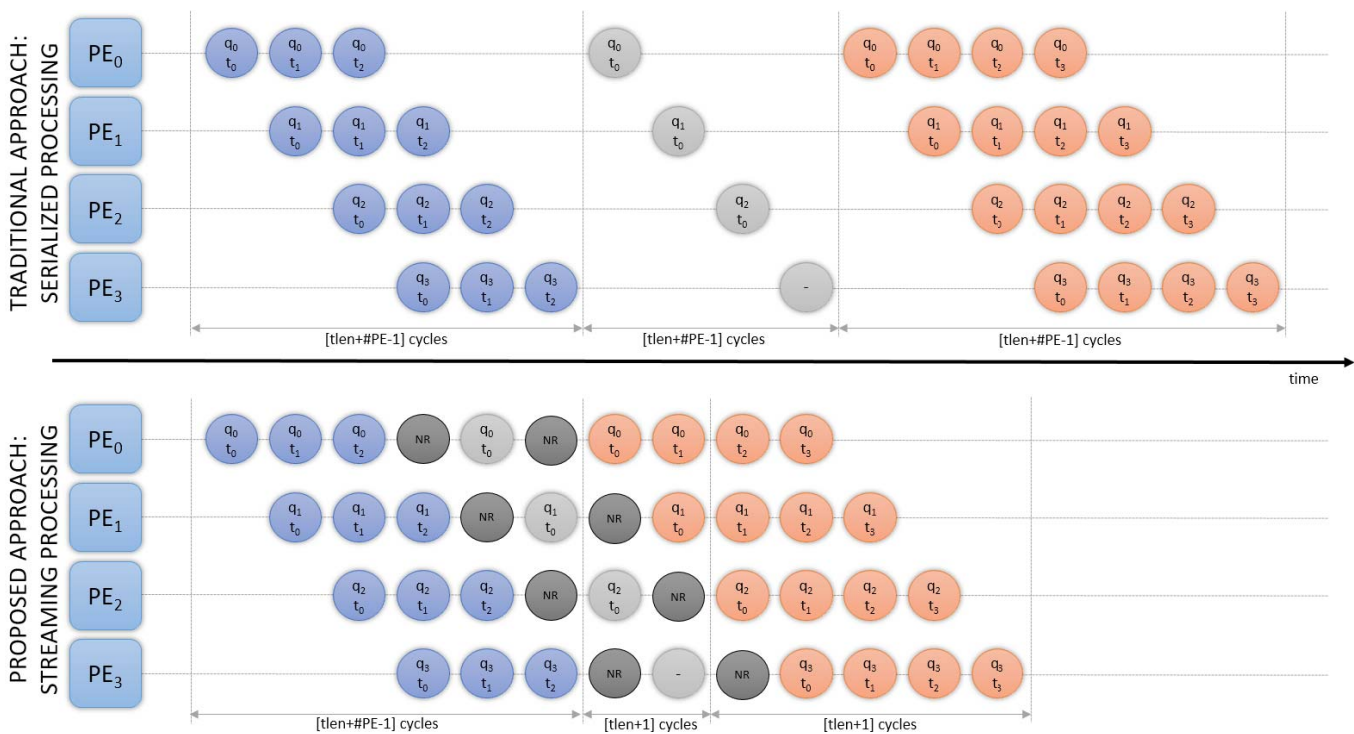 TRADITIONAL APPROACH:
SERIALIZED PROCESSING
PE0
q0 q0 q0 q0 q0 q0 q0 q0
t0 t1 t2 t0 t0 t1 t2 t3
PE1
q1 q1 q1 q1 q1 q1 q1 q1
t0 t1 t2 t0 t0 t1 t2 t3
PE2
q2 q2 q2 q2 q2 q2 q2 q2
t0 t1 t2 t0 t0 t1 t2 t3
PE3
q3 q3 q3 - q3 q3 q3 q3
t0 t1 t2 t0 t1 t2 t3
[tlen+#PE-1] cycles [tlen+#PE-1] cycles [tlen+#PE-1] cycles
time
PROPOSED APPROACH:
STREAMING PROCESSING
PE0
q0 q0 q0 NR q0 NR q0 q0 q0 q0
t0 t1 t2 t0 t0 t1 t2 t3
PE1
q1 q1 q1 NR q1 NR q1 q1 q1 q1
t0 t1 t2 t0 t0 t1 t2 t3
PE2
q2 q2 q2 NR q2 NR q2 q2 q2 q2
t0 t1 t2 t0 t0 t1 t2 t3
PE3
q3 q3 q3 NR - NR q3 q3 q3 q3
t0 t1 t2 t0 t1 t2 t3
[tlen+#PE-1] cycles [tlen+1] cycles [tlen+1] cycles